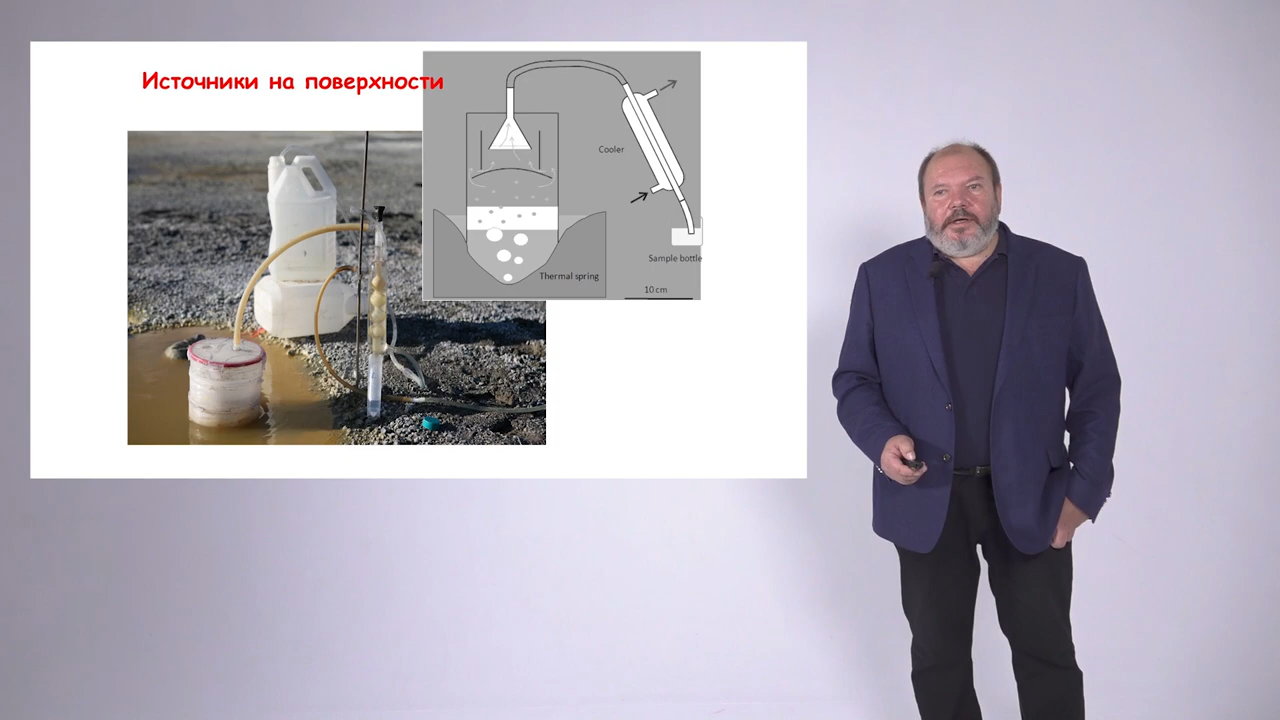 Источники на поверхности
Cooler
Thermal spring
Sample bottle
10 cm